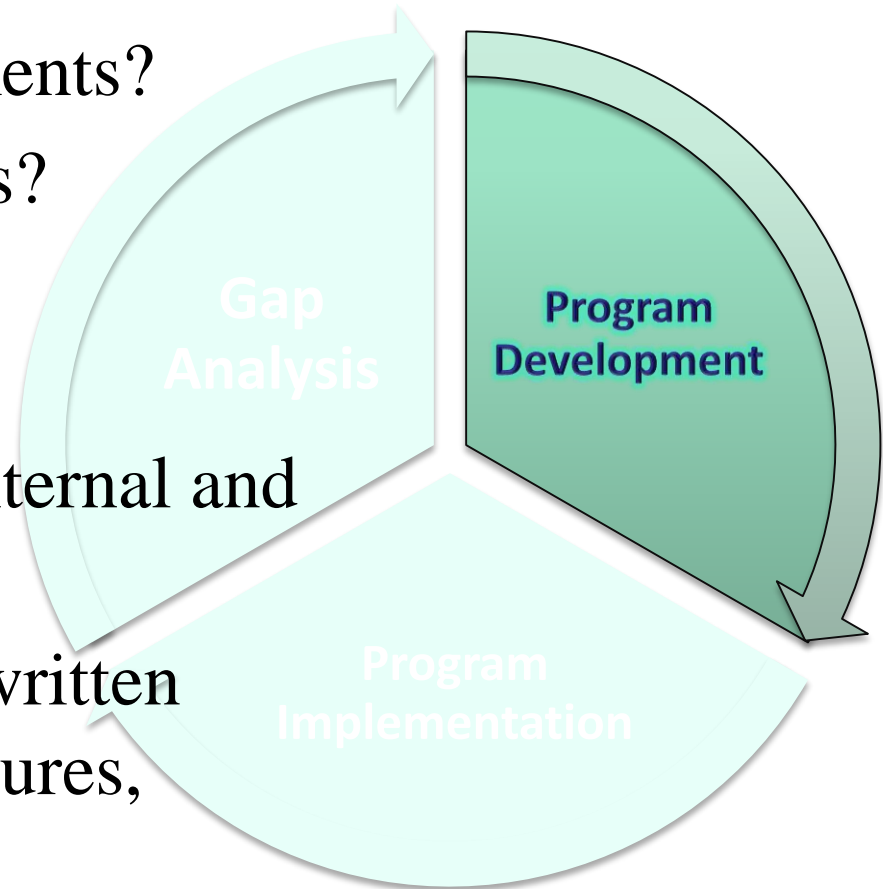 ents?
s?
Gap
Analysis
Program
Development
ternal and
written
ures,
Program
Implementation